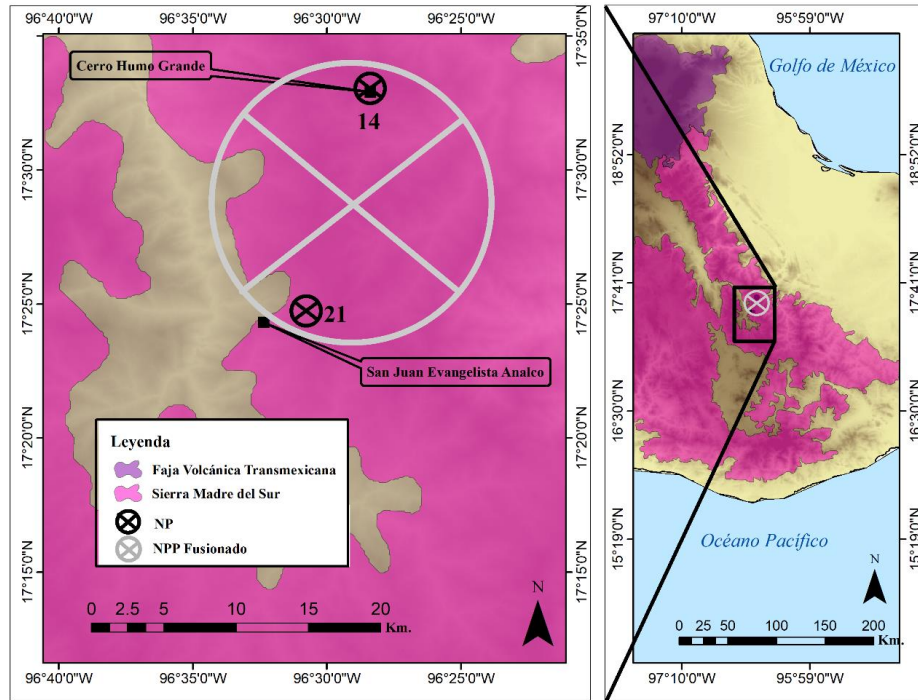 96°40'0"W 96°35'0"W 96°30'0"W 96°25'0"W
17°35'0"N
17°30'0"N
17°25'0"N
17°20'0"N
17°15'0"N
Cerro Humo Grande
14
21
San Juan Evangelista Analco
Leyenda
Faja Volcánica Transmexicana
Sierra Madre del Sur
NP
NPP Fusionado
0 2.5 5 10 15 20
Km.
N
17°35'0"N
17°30'0"N
17°25'0"N
17°20'0"N
17°15'0"N
96°40'0"W 96°35'0"W 96°30'0"W 96°25'0"W
97°10'0"W 95°59'0"W
18°52'0"N
17°41'0"N
16°30'0"N
15°19'0"N
Golfo de México
Océano Pacífico
N
0 25 50 100 150 200
Km.
18°52'0"N
17°41'0"N
16°30'0"N
15°19'0"N
97°10'0"W 95°59'0"W